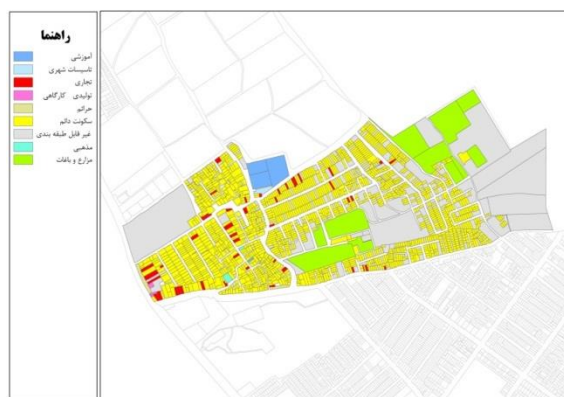 راهنما
آموزشی
تاسیسات شهری
تجاری
تولیدی کارگاهی
حرائم
سکونت دائم
غیر قابل طبقه بندی
مذهبی
مزارع و باغات